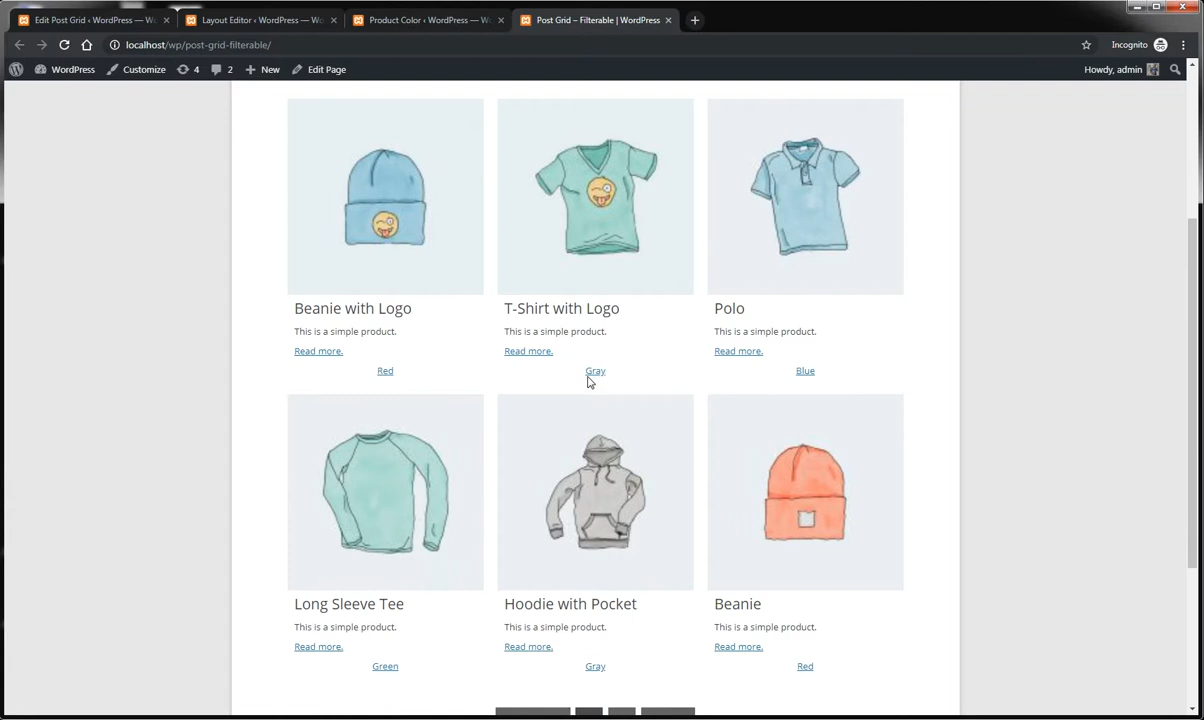 Edit Post Grid ‹ WordPress — W
Layout Editor ‹ WordPress — Wo
Product Color ‹ WordPress — Wo
Post Grid – Filterable | WordPress
localhost/wp/post-grid-filterable/
Incognito
WordPress Customize 4 2 New Edit Page Howdy, admin
Beanie with Logo T-Shirt with Logo Polo
This is a simple product. This is a simple product. This is a simple product.
Read more. Read more. Read more.
Red Gray Blue
Long Sleeve Tee Hoodie with Pocket Beanie
This is a simple product. This is a simple product. This is a simple product.
Read more. Read more. Read more.
Green Gray Red